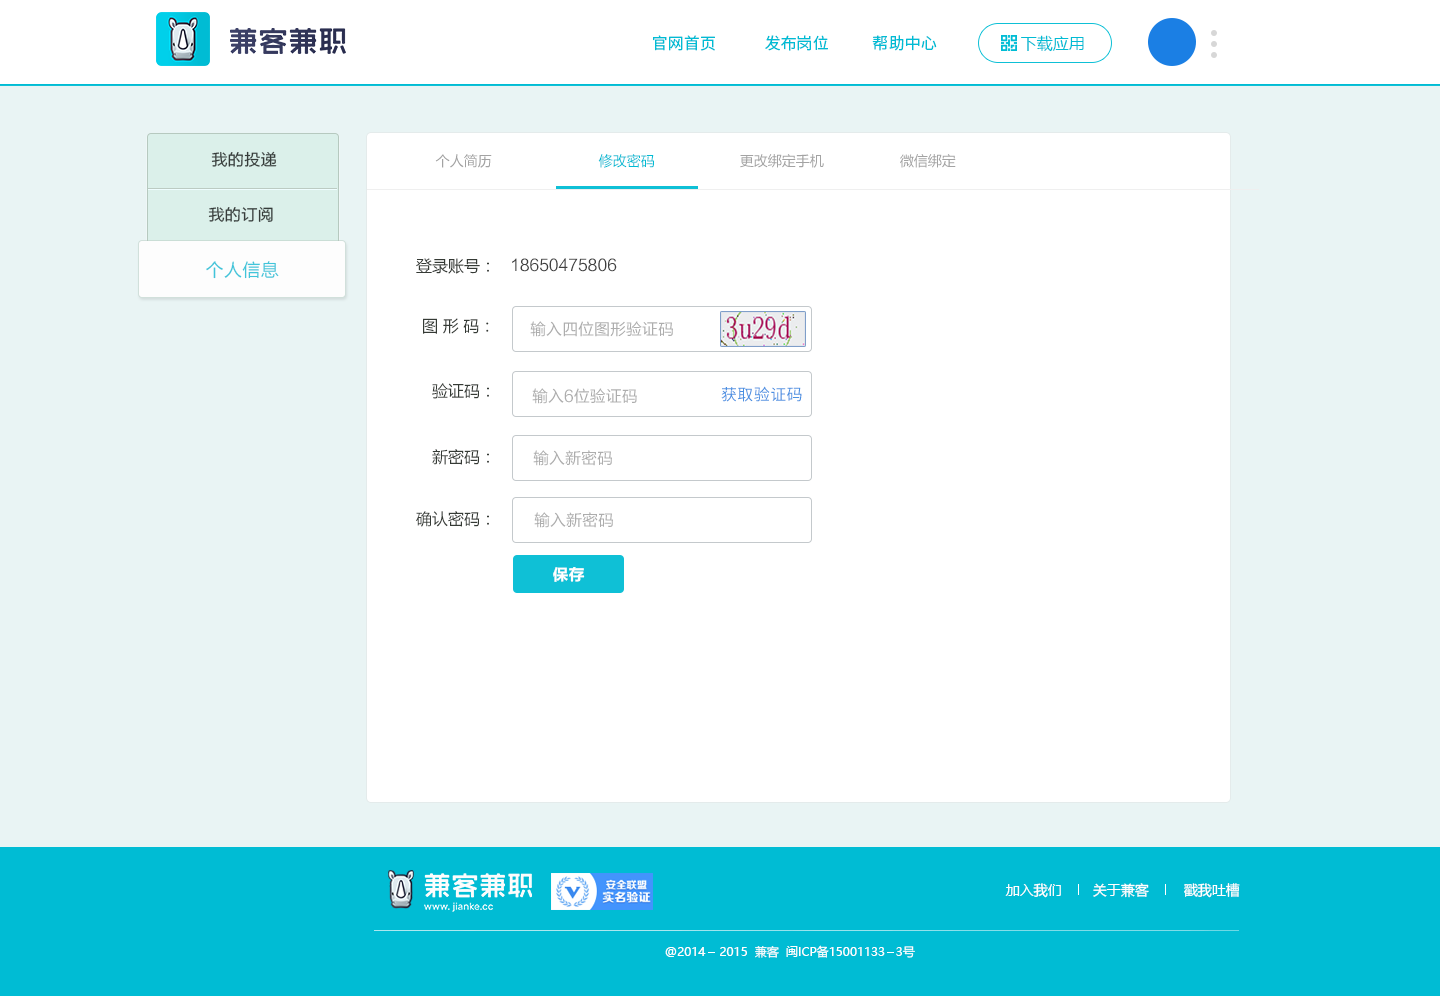 兼客兼职
官网首页 发布岗位 帮助中心 下载应用
我的投递
我的订阅
个人信息
个人简历 修改密码 更改绑定手机 微信绑定
登录账号： 18650475806
图 形 码： 输入四位图形验证码 3u29d
验证码： 输入6位验证码 获取验证码
新密码： 输入新密码
确认密码： 输入新密码
保存
兼客兼职
www.jianke.cc
安全联盟
实名验证
加入我们 | 关于兼客 | 戳我吐槽
@2014－2015 兼客 闽ICP备15001133－3号